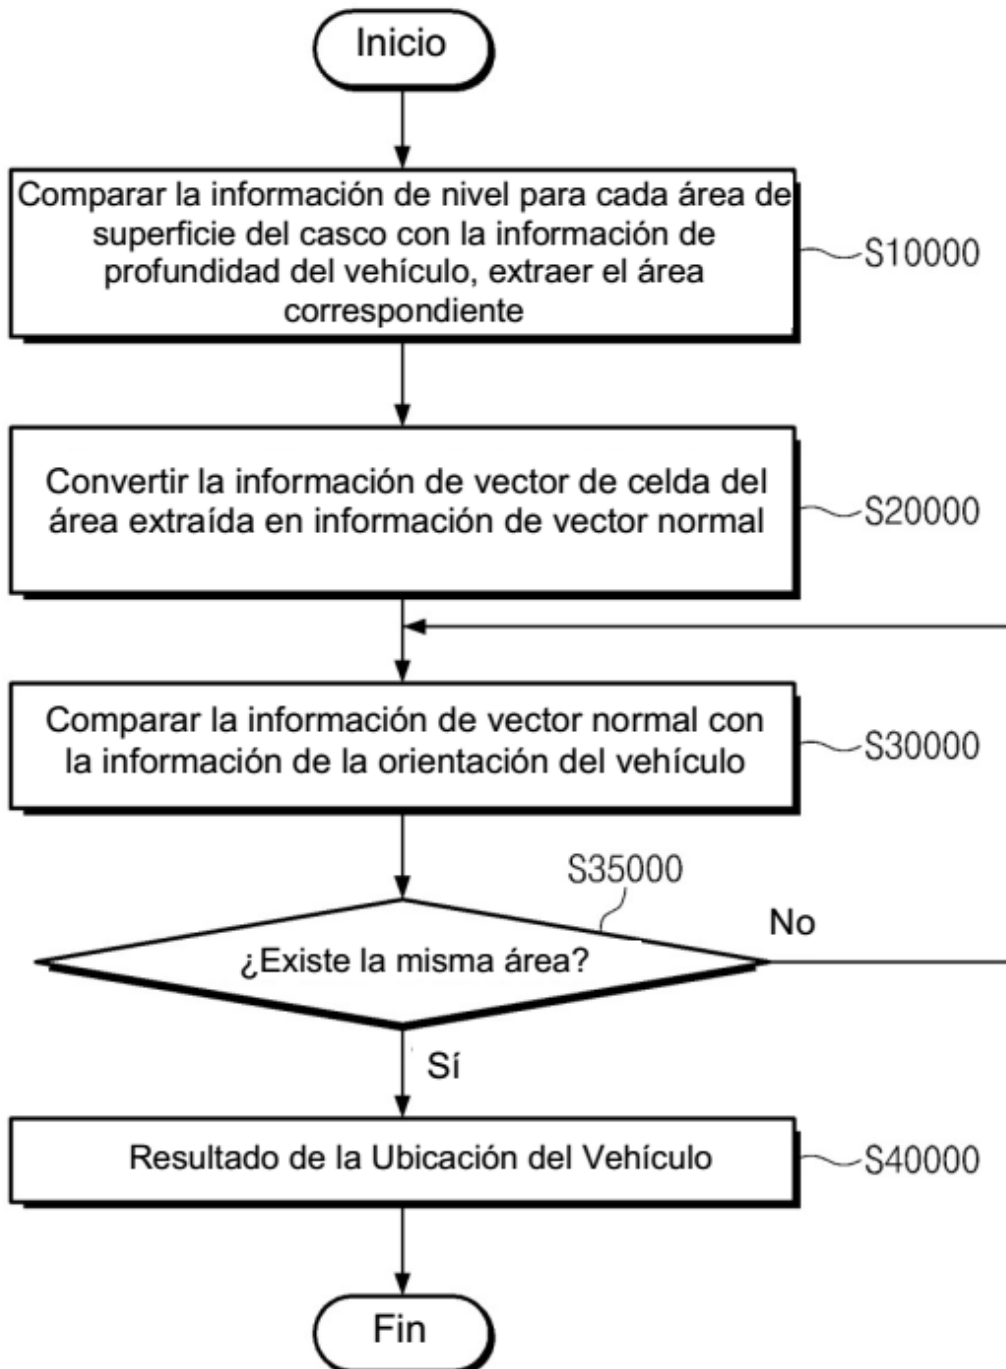 Inicio
Comparar la información de nivel para cada área de
superficie del casco con la información de
profundidad del vehículo, extraer el área
correspondiente
S10000
Convertir la información de vector de celda del
área extraída en información de vector normal
S20000
Comparar la información de vector normal con
la información de la orientación del vehículo
S30000
S35000
¿Existe la misma área?
No
Sí
Resultado de la Ubicación del Vehículo
S40000
Fin